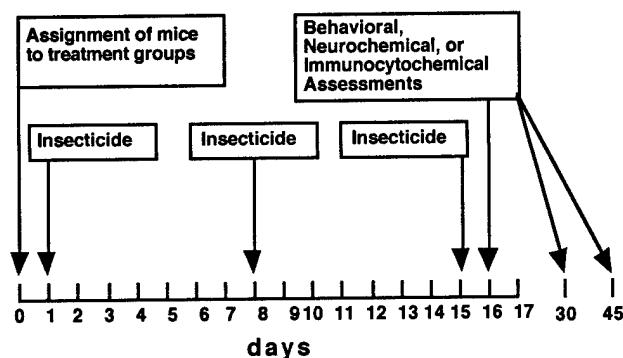 Assignment of mice
to treatment groups
Behavioral,
Neurochemical, or
Immunocytochemical
Assessments
Insecticide
Insecticide
Insecticide
0 1 2 3 4 5 6 7 8 9 10 11 12 13 14 15 16 17 30 45
days